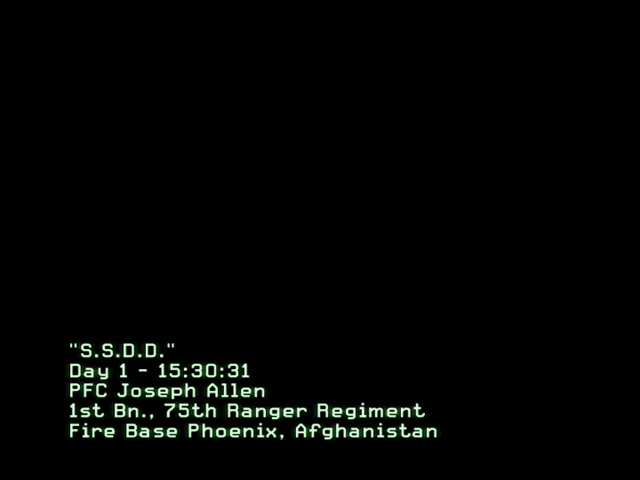 "S.S.D.D."
Day 1 - 15:30:31
PFC Joseph Allen
1st Bn., 75th Ranger Regiment
Fire Base Phoenix, Afghanistan